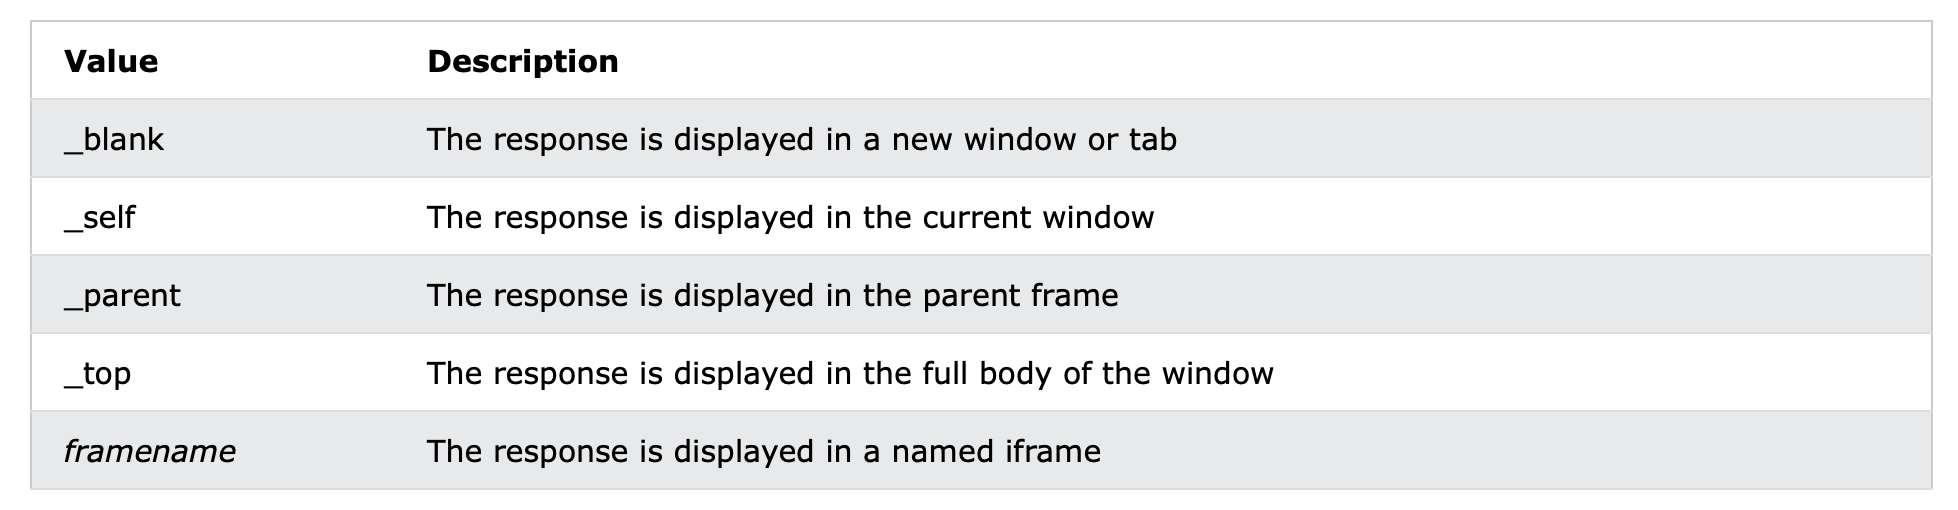 Value Description
_blank The response is displayed in a new window or tab
_self The response is displayed in the current window
_parent The response is displayed in the parent frame
_top The response is displayed in the full body of the window
framename The response is displayed in a named iframe